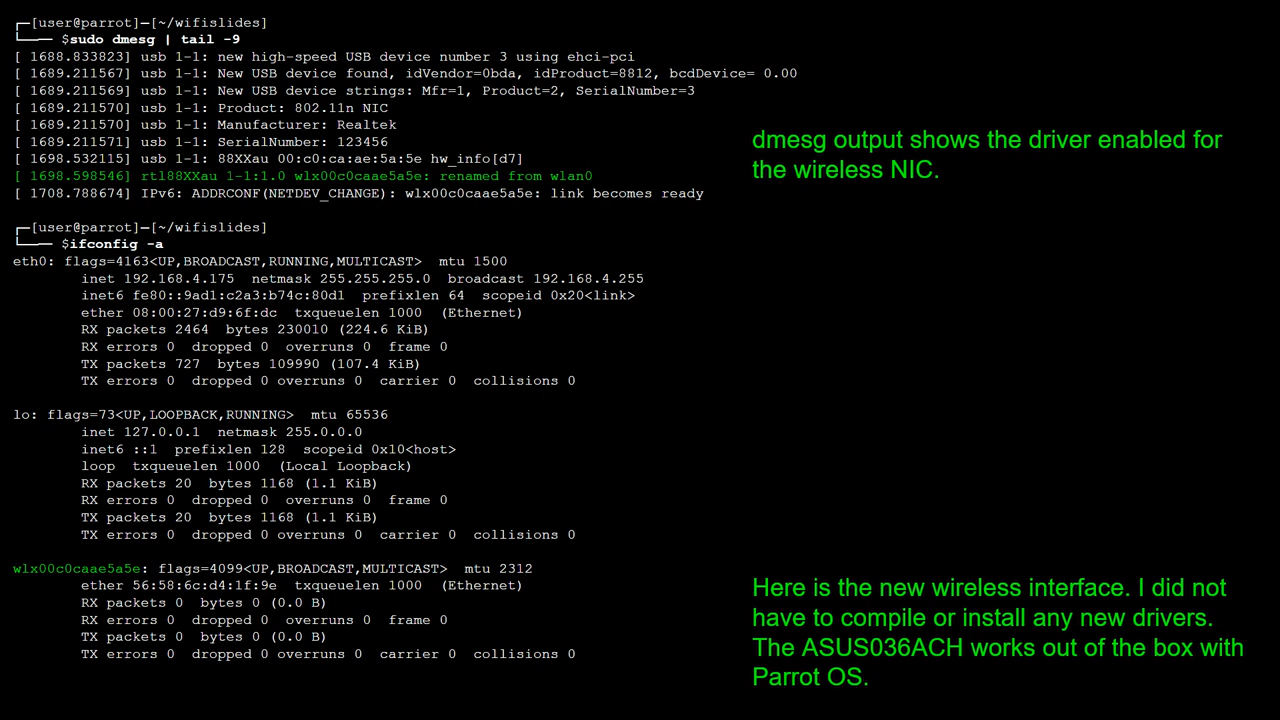 ┌─[user@parrot]─[~/wifislides]
└──╼ $sudo dmesg | tail -9
[ 1688.833823] usb 1-1: new high-speed USB device number 3 using ehci-pci
[ 1689.211567] usb 1-1: New USB device found, idVendor=0bda, idProduct=8812, bcdDevice= 0.00
[ 1689.211569] usb 1-1: New USB device strings: Mfr=1, Product=2, SerialNumber=3
[ 1689.211570] usb 1-1: Product: 802.11n NIC
[ 1689.211570] usb 1-1: Manufacturer: Realtek
[ 1689.211571] usb 1-1: SerialNumber: 123456
[ 1698.532115] usb 1-1: 88XXau 00:c0:ca:ae:5a:5e hw_info[d7]
[ 1698.598546] rtl88XXau 1-1:1.0 wlx00c0caae5a5e: renamed from wlan0
[ 1708.788674] IPv6: ADDRCONF(NETDEV_CHANGE): wlx00c0caae5a5e: link becomes ready
dmesg output shows the driver enabled for
the wireless NIC.
┌─[user@parrot]─[~/wifislides]
└──╼ $ifconfig -a
eth0: flags=4163<UP,BROADCAST,RUNNING,MULTICAST>  mtu 1500
inet 192.168.4.175  netmask 255.255.255.0  broadcast 192.168.4.255
inet6 fe80::9ad1:c2a3:b74c:80d1  prefixlen 64  scopeid 0x20<link>
ether 08:00:27:d9:6f:dc  txqueuelen 1000  (Ethernet)
RX packets 2464  bytes 230010 (224.6 KiB)
RX errors 0  dropped 0  overruns 0  frame 0
TX packets 727  bytes 109990 (107.4 KiB)
TX errors 0  dropped 0 overruns 0  carrier 0  collisions 0
lo: flags=73<UP,LOOPBACK,RUNNING>  mtu 65536
inet 127.0.0.1  netmask 255.0.0.0
inet6 ::1  prefixlen 128  scopeid 0x10<host>
loop  txqueuelen 1000  (Local Loopback)
RX packets 20  bytes 1168 (1.1 KiB)
RX errors 0  dropped 0  overruns 0  frame 0
TX packets 20  bytes 1168 (1.1 KiB)
TX errors 0  dropped 0 overruns 0  carrier 0  collisions 0
wlx00c0caae5a5e: flags=4099<UP,BROADCAST,MULTICAST>  mtu 2312
ether 56:58:6c:d4:1f:9e  txqueuelen 1000  (Ethernet)
RX packets 0  bytes 0 (0.0 B)
RX errors 0  dropped 0  overruns 0  frame 0
TX packets 0  bytes 0 (0.0 B)
TX errors 0  dropped 0 overruns 0  carrier 0  collisions 0
Here is the new wireless interface. I did not
have to compile or install any new drivers.
The ASUS036ACH works out of the box with
Parrot OS.